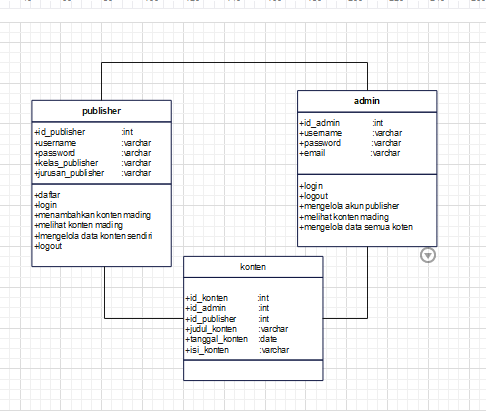 publisher
+id_publisher :int
+username :varchar
+password :varchar
+kelas_publisher :varchar
+jurusan_publisher :varchar
+daftar
+login
+menambahkan konten mading
+melihat konten mading
+lmengelola data konten sendiri
+logout
admin
+id_admin :int
+username :varchar
+password :varchar
+email :varchar
+login
+logout
+mengelola akun publisher
+melihat konten mading
+mengelola data semua koten
konten
+id_konten :int
+id_admin :int
+id_publisher :int
+judul_konten :varchar
+tanggal_konten :date
+isi_konten :varchar